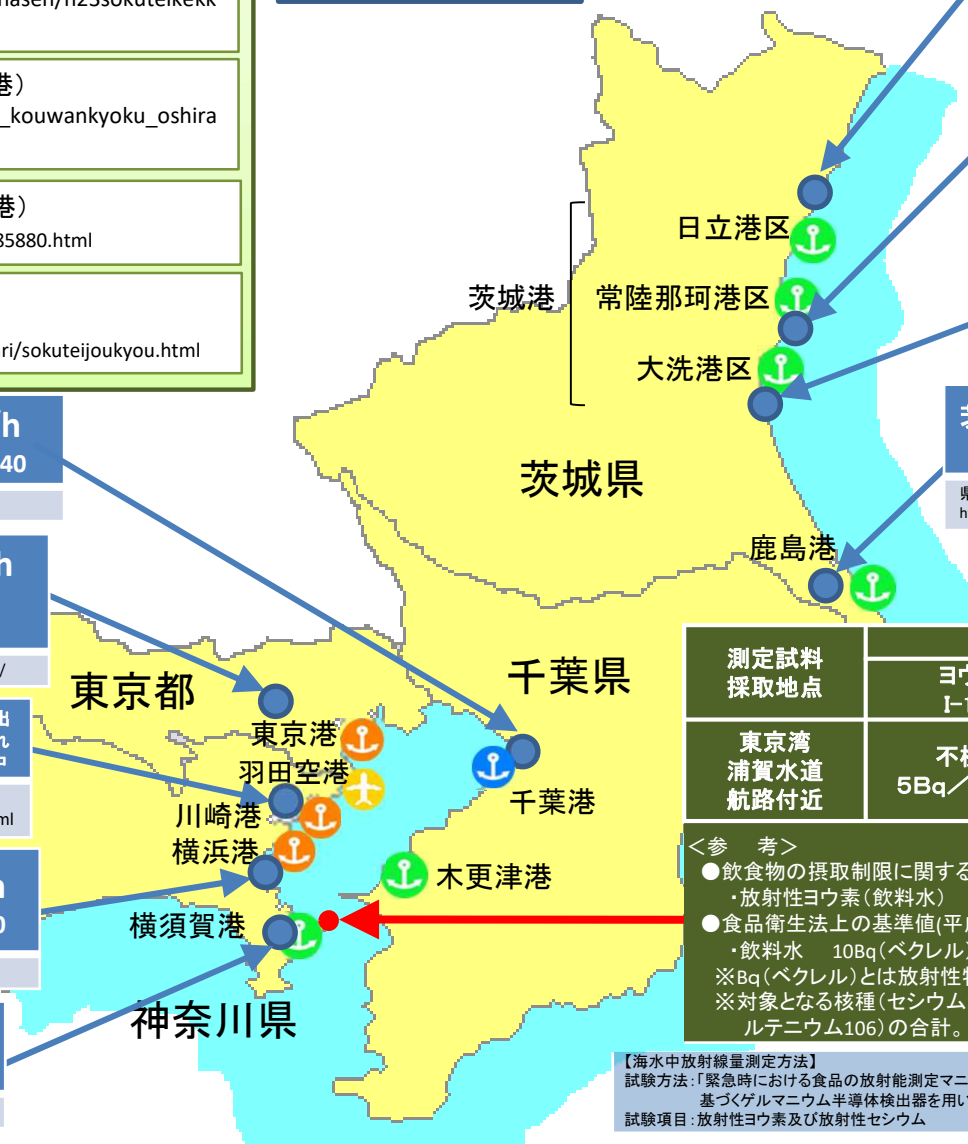 港）
_kouwankyoku_oshira
港）
35880.html
ri/sokuteijoukyou.html
日立港区
茨城港
常陸那珂港区
大洗港区
/h
40
茨城県
鹿島港
h
/
東京都
千葉県
東京港
羽田空港
川崎港
千葉港
横浜港
木更津港
横須賀港
神奈川県
測定試料
採取地点
東京湾
浦賀水道
航路付近
5Bq／
＜参　考＞
●飲食物の摂取制限に関する
・放射性ヨウ素（飲料水）
●食品衛生法上の基準値(平成
・飲料水　10Bq（ベクレル）
※Bq（ベクレル）とは放射性物
※対象となる核種（セシウム
ルテニウム106）の合計。
【海水中放射線量測定方法】
試験方法：「緊急時における食品の放射能測定マニ
基づくゲルマニウム半導体検出器を用い
試験項目：放射性ヨウ素及び放射性セシウム